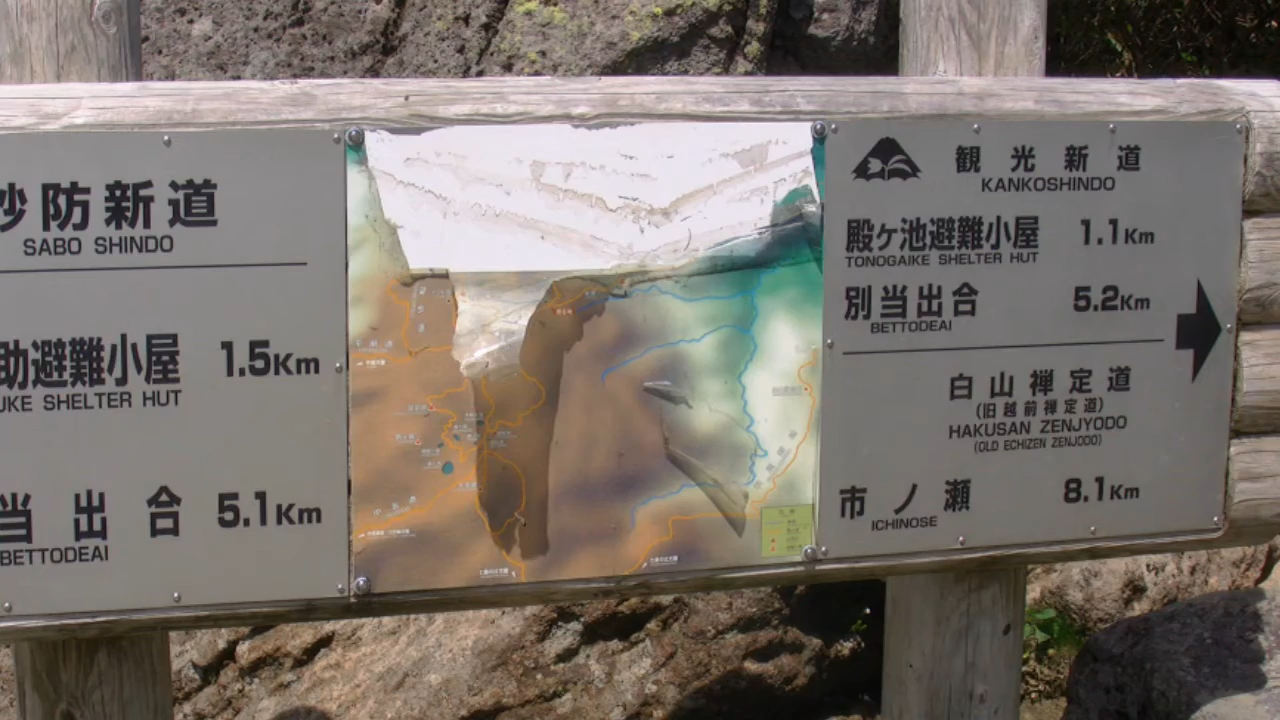 砂防新道
SABO SHINDO
助避難小屋 1.5Km
UKE SHELTER HUT
当出合 5.1Km
BETTODEAI
観光新道
KANKOSHINDO
殿ヶ池避難小屋 1.1Km
TONOGAIKE SHELTER HUT
別当出合 5.2Km
BETTODEAI
白山禅定道
(旧越前禅定道)
HAKUSAN ZENJYODO
(OLD ECHIZEN ZENJODO)
市ノ瀬 8.1Km
ICHINOSE